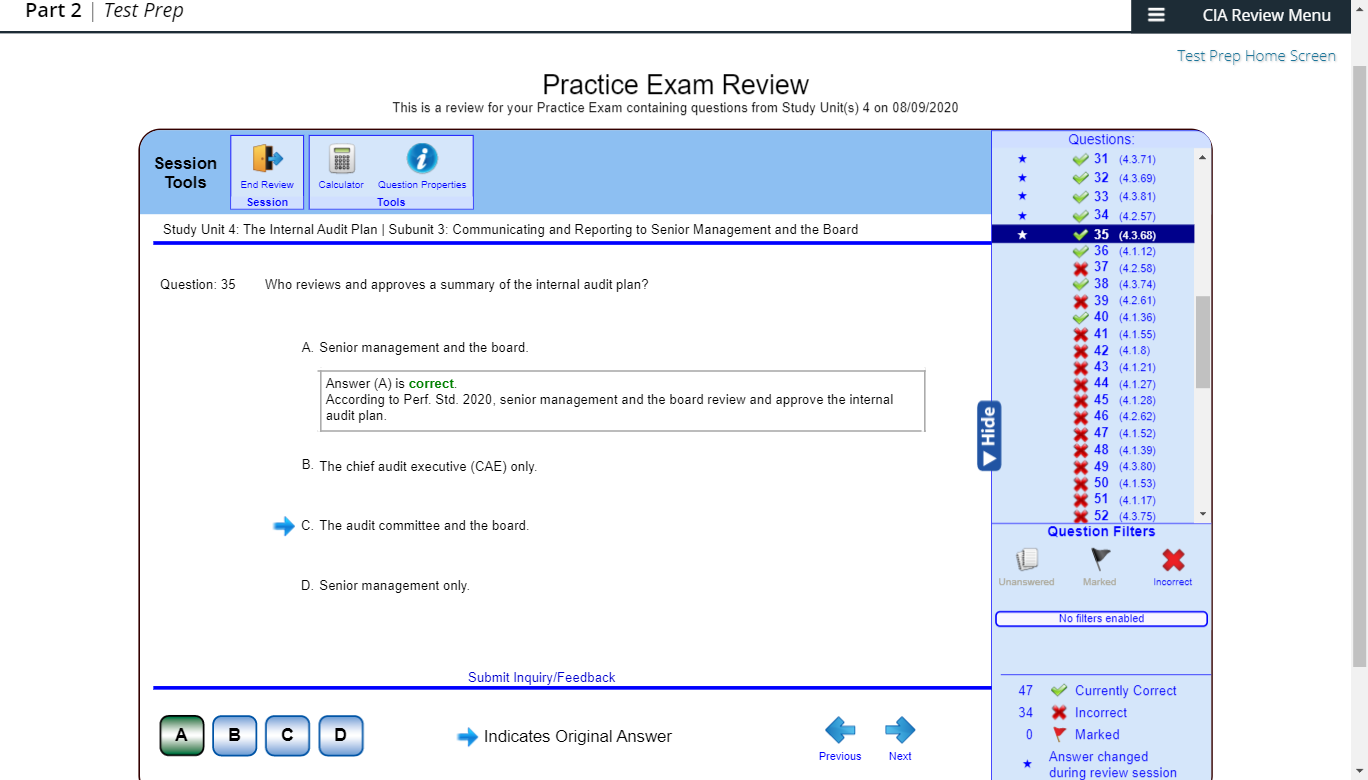 Part 2 | Test Prep
CIA Review Menu
Test Prep Home Screen
Practice Exam Review
This is a review for your Practice Exam containing questions from Study Unit(s) 4 on 08/09/2020
Session
Tools
End Review
Session
Calculator
Question Properties
Tools
Study Unit 4: The Internal Audit Plan | Subunit 3: Communicating and Reporting to Senior Management and the Board
Question: 35 Who reviews and approves a summary of the internal audit plan?
A. Senior management and the board.
Answer (A) is correct.
According to Perf. Std. 2020, senior management and the board review and approve the internal
audit plan.
B. The chief audit executive (CAE) only.
C. The audit committee and the board.
D. Senior management only.
Submit Inquiry/Feedback
A B C D
Indicates Original Answer
Previous Next
Hide
Questions:
31 (4.3.71)
32 (4.3.69)
33 (4.3.81)
34 (4.2.57)
35 (4.3.68)
36 (4.1.12)
37 (4.2.58)
38 (4.3.74)
39 (4.2.61)
40 (4.1.36)
41 (4.1.55)
42 (4.1.8)
43 (4.1.21)
44 (4.1.27)
45 (4.1.28)
46 (4.2.62)
47 (4.1.52)
48 (4.1.39)
49 (4.3.80)
50 (4.1.53)
51 (4.1.17)
52 (4.3.75)
Question Filters
Unanswered Marked Incorrect
No filters enabled
47 Currently Correct
34 Incorrect
0 Marked
Answer changed
during review session